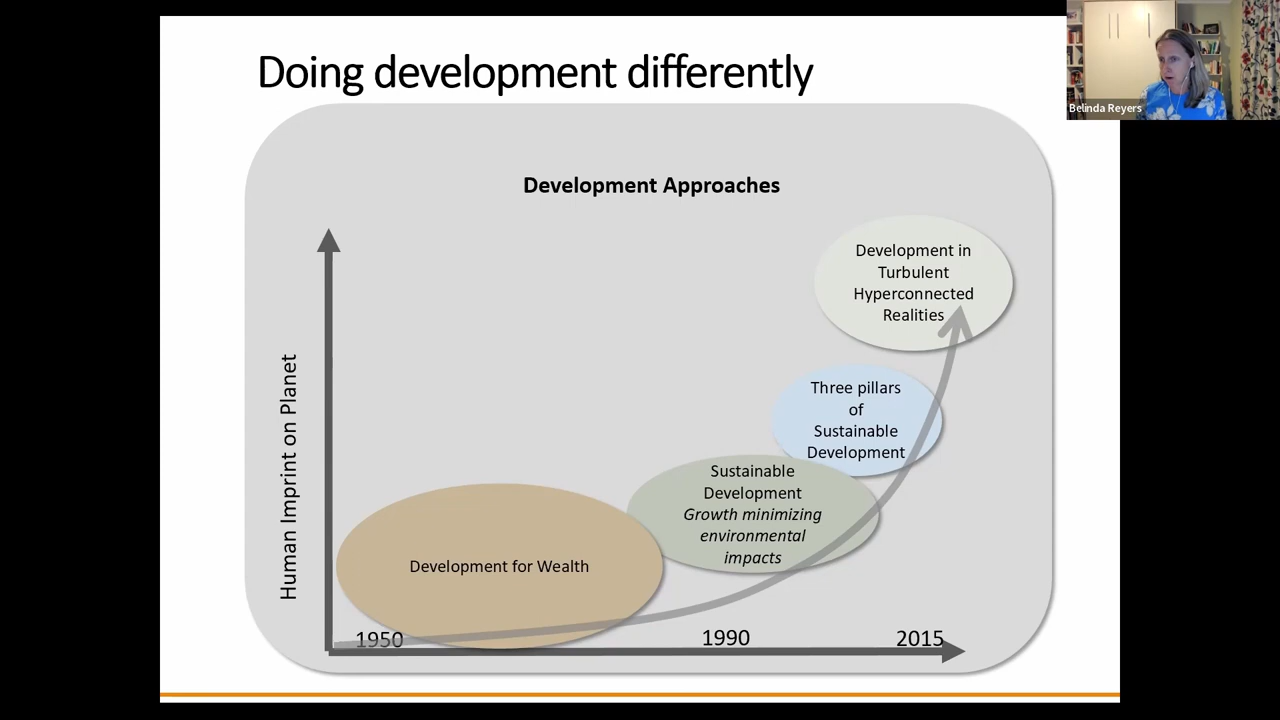 Doing development differently
Belinda Reyers
Development Approaches
Development in
Turbulent
Hyperconnected
Realities
Three pillars
of
Sustainable
Development
Sustainable
Development
Growth minimizing
environmental
impacts
Development for Wealth
Human Imprint on Planet
1950
1990
2015